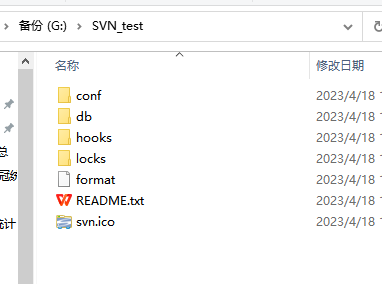 备份 (G:) > SVN_test
名称 修改日期
conf 2023/4/18
db 2023/4/18
hooks 2023/4/18
locks 2023/4/18
format 2023/4/18
README.txt 2023/4/18
svn.ico 2023/4/18
总
统计